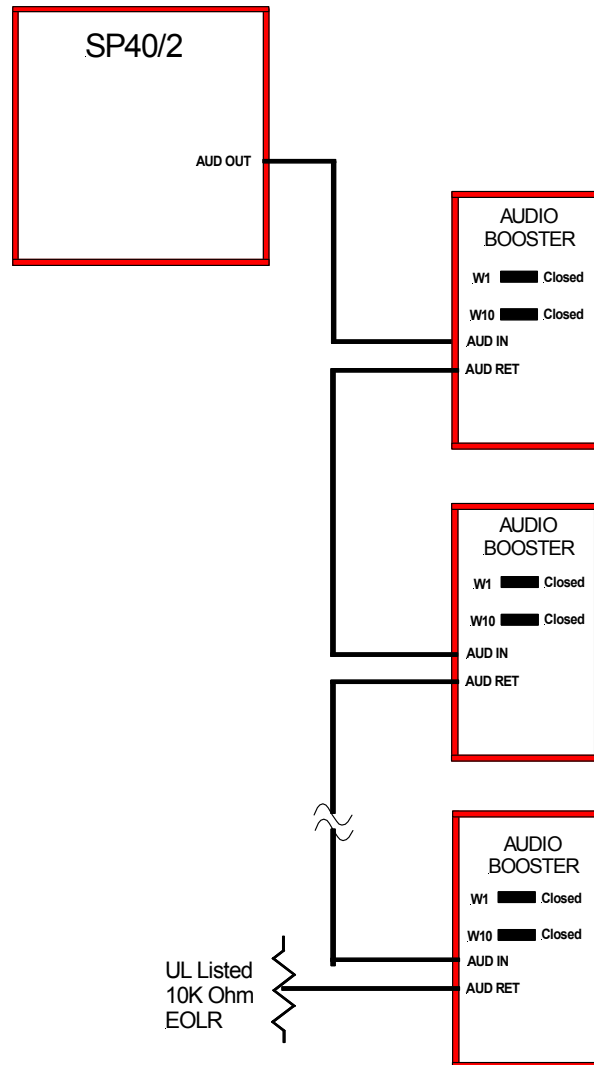 SP40/2
AUD OUT
AUDIO
BOOSTER
W1 Closed
W10 Closed
AUD IN
AUD RET
AUDIO
BOOSTER
W1 Closed
W10 Closed
AUD IN
AUD RET
AUDIO
BOOSTER
W1 Closed
W10 Closed
AUD IN
AUD RET
UL Listed
10K Ohm
EOLR